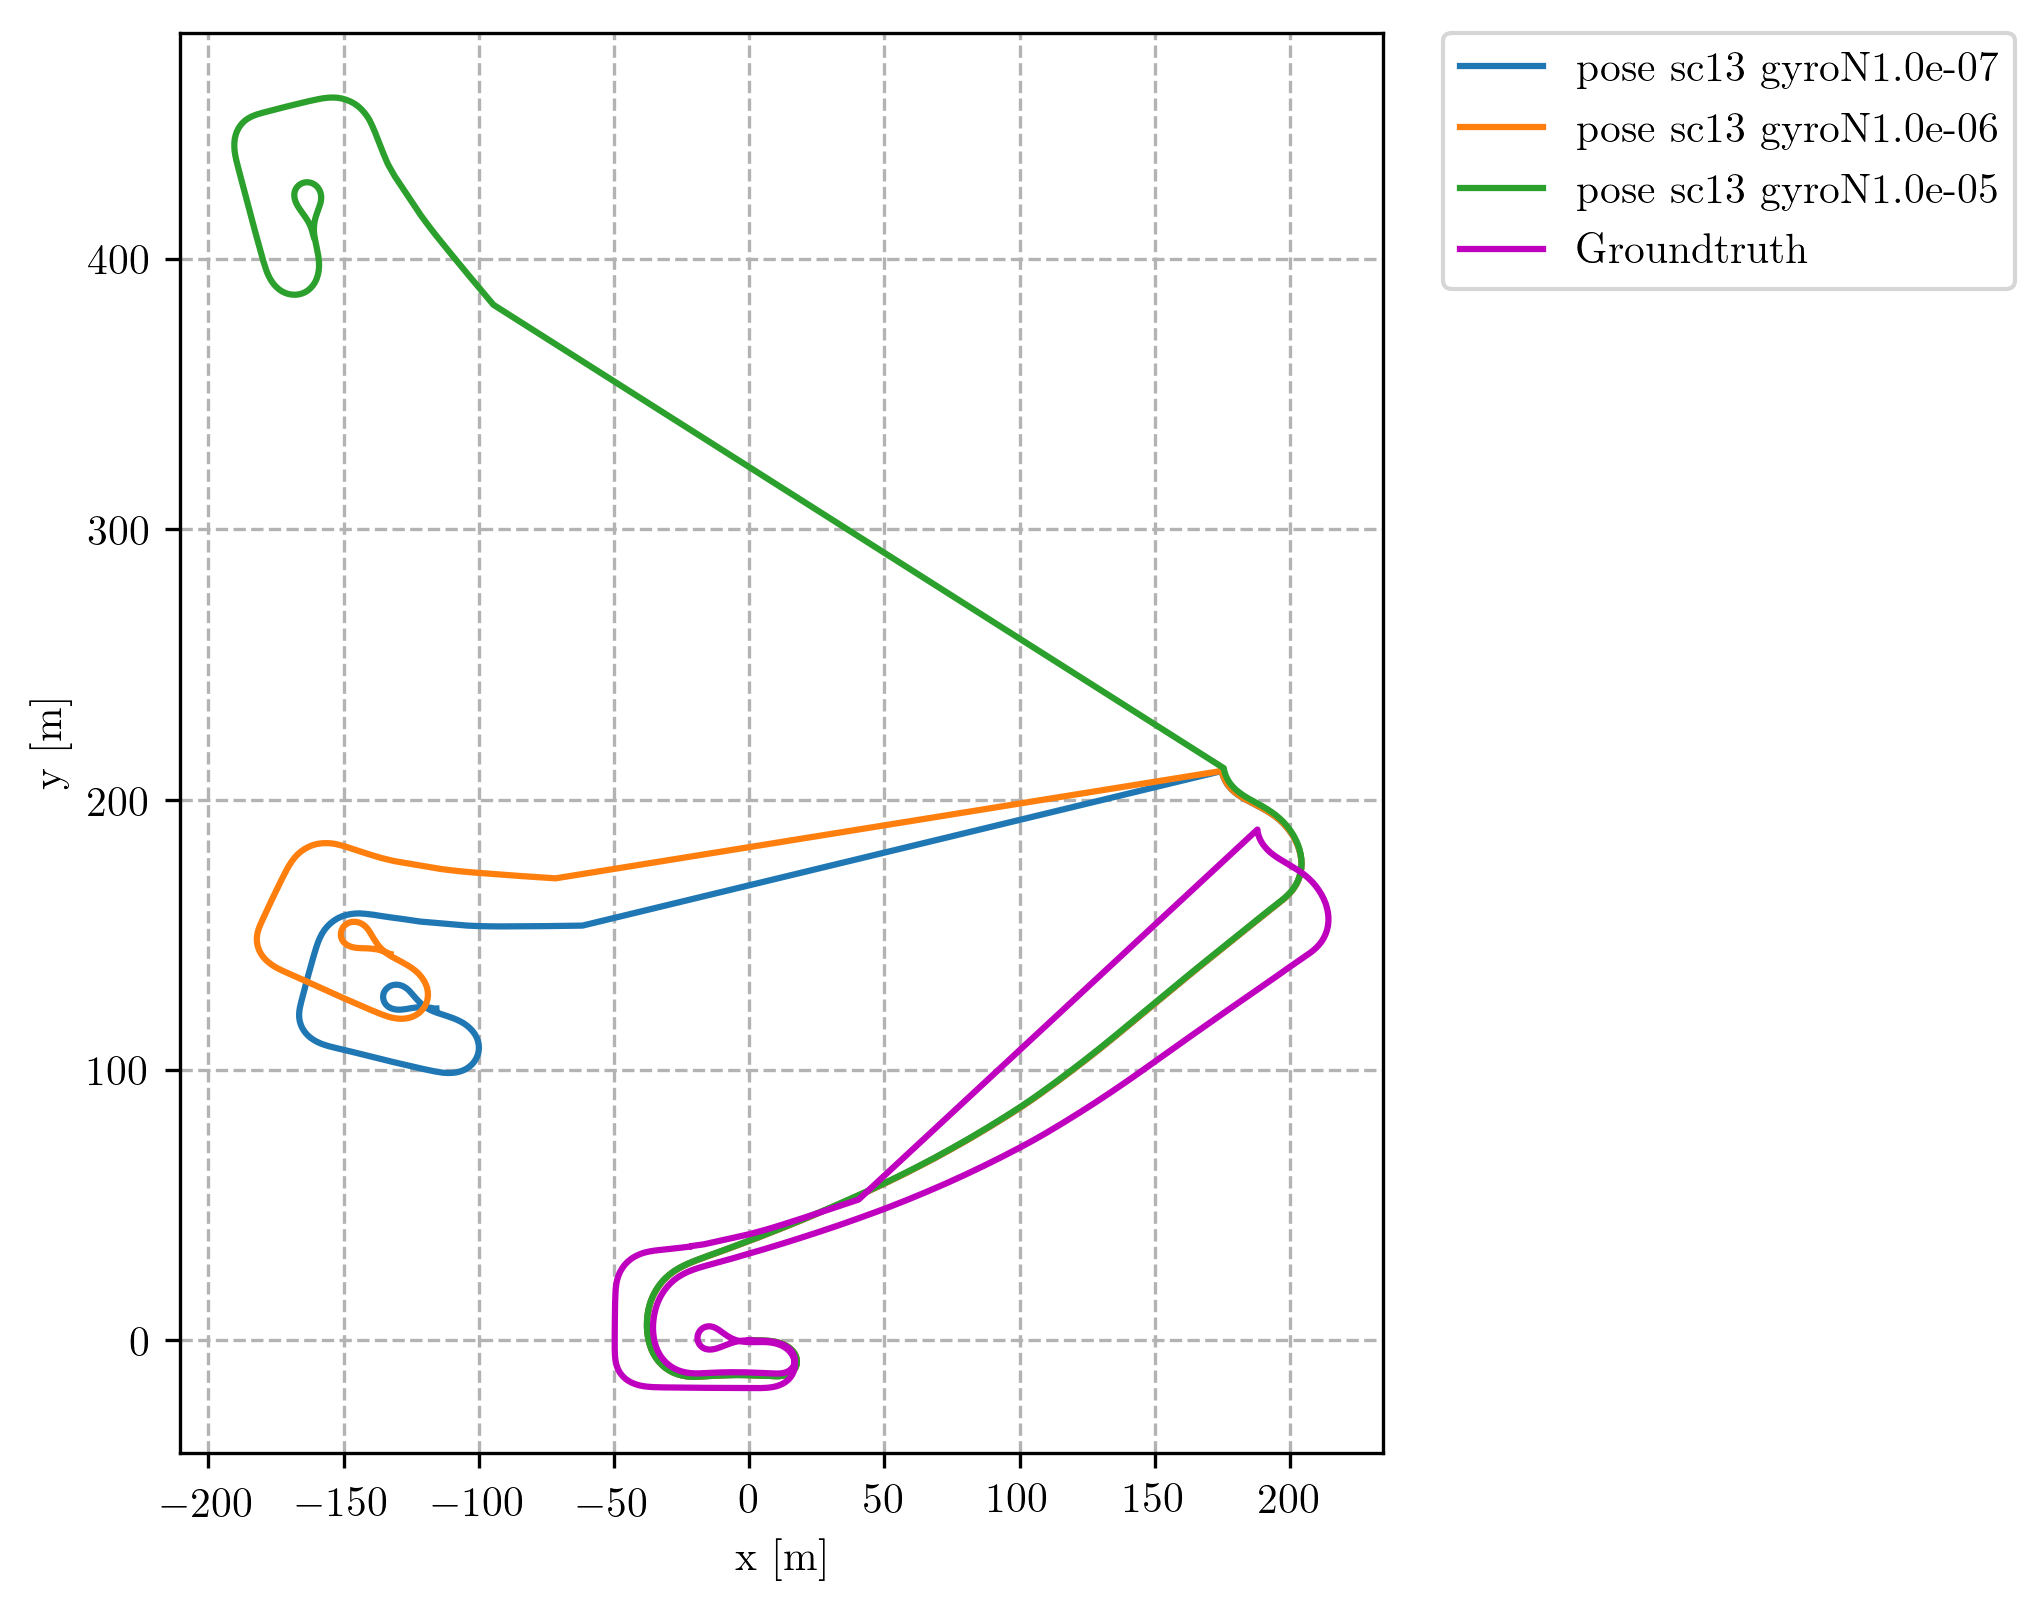 pose sc13 gyroN1.0e-07
pose sc13 gyroN1.0e-06
pose sc13 gyroN1.0e-05
Groundtruth
400
300
200
100
0
y [m]
−200 −150 −100 −50 0 50 100 150 200
x [m]